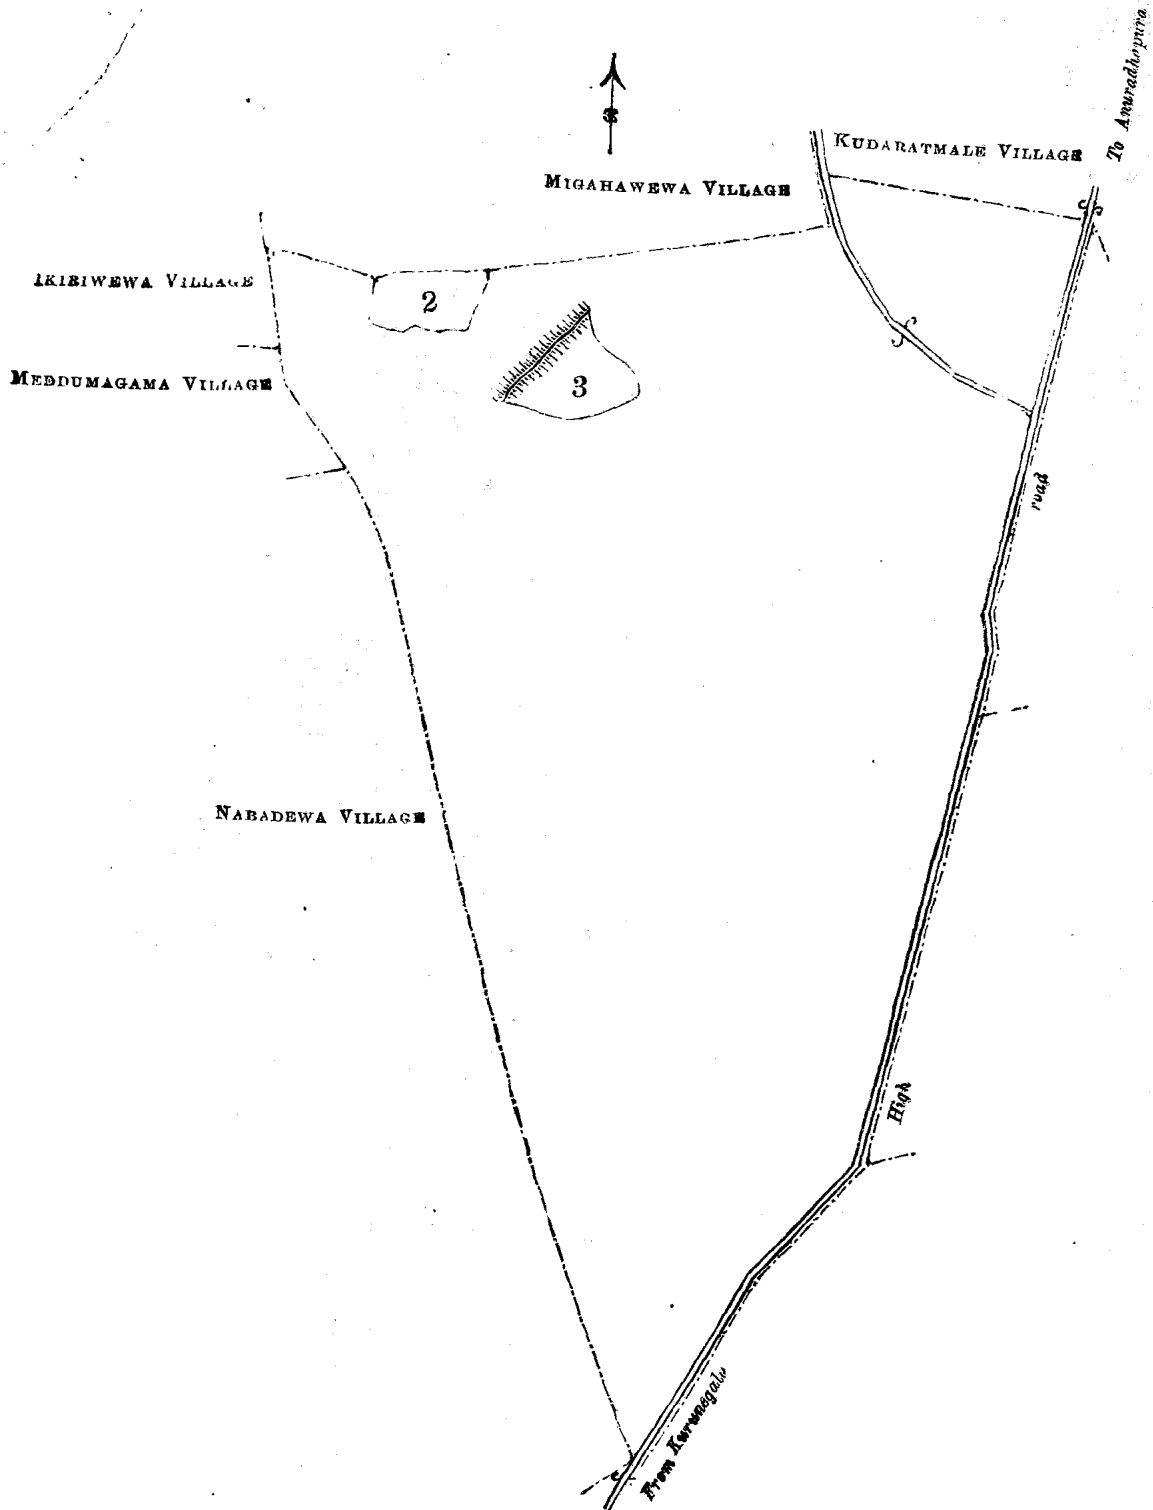 To Anuradhapura
KUDARATMALE VILLAGE
MIGAHAWEWA VILLAGE
IKIRIWEWA VILLAGE
2
MEDDUMAGAMA VILLAGE
3
road
NABADEWA VILLAGE
High
From Kurunegala